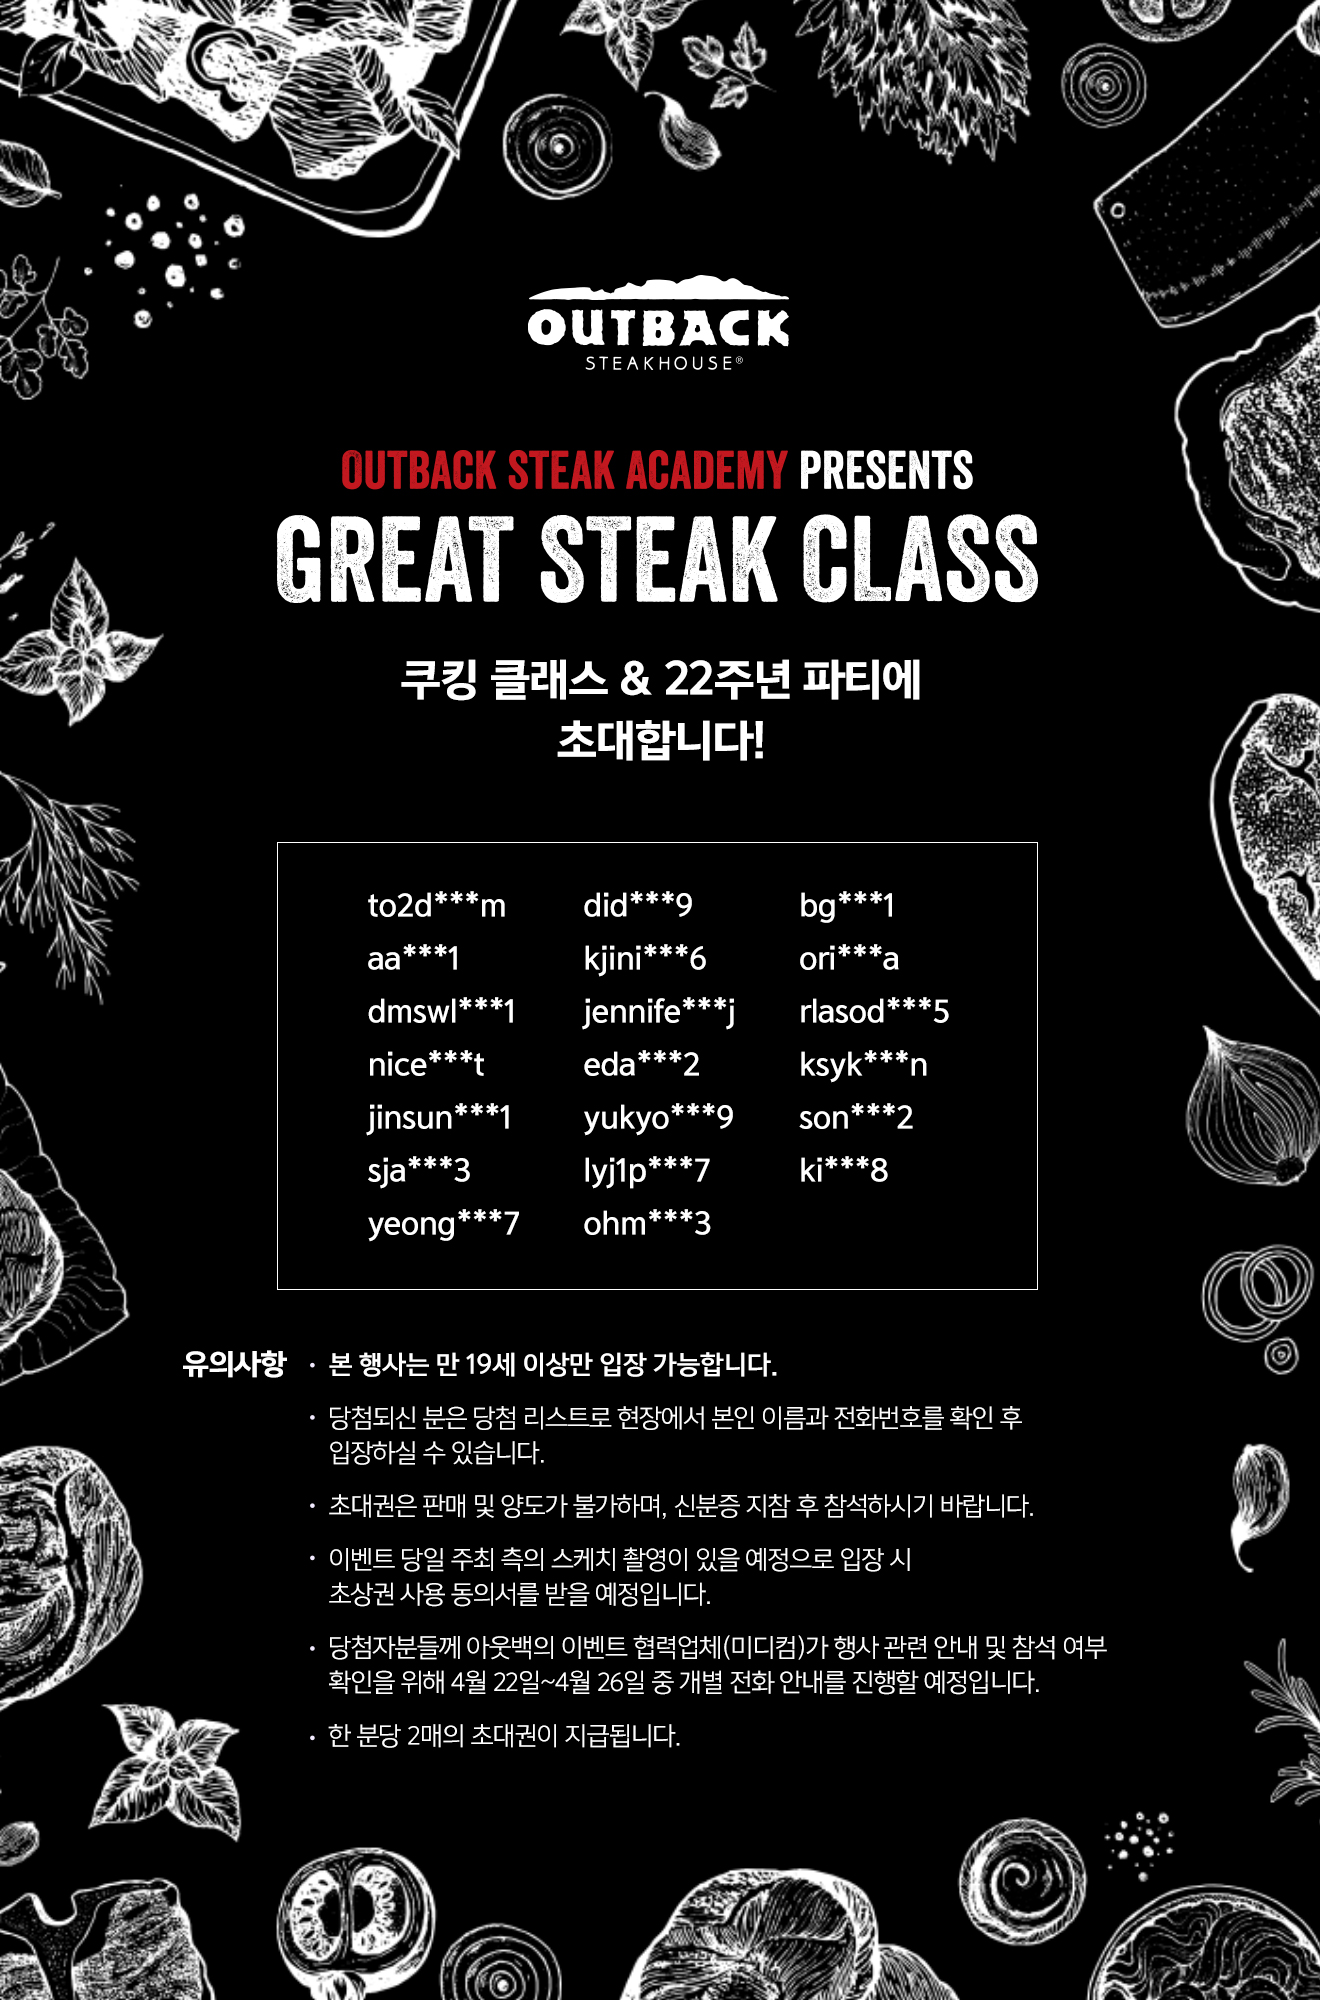 OUTBACK
STEAKHOUSE®
OUTBACK STEAK ACADEMY PRESENTS
GREAT STEAK CLASS
쿠킹 클래스 & 22주년 파티에
초대합니다!
to2d***m did***9 bg***1
aa***1 kjini***6 ori***a
dmswl***1 jennife***j rlasod***5
nice***t eda***2 ksyk***n
jinsun***1 yukyo***9 son***2
sja***3 lyj1p***7 ki***8
yeong***7 ohm***3
유의사항 · 본 행사는 만 19세 이상만 입장 가능합니다.
· 당첨되신 분은 당첨 리스트로 현장에서 본인 이름과 전화번호를 확인 후
입장하실 수 있습니다.
· 초대권은 판매 및 양도가 불가하며, 신분증 지참 후 참석하시기 바랍니다.
· 이벤트 당일 주최 측의 스케치 촬영이 있을 예정으로 입장 시
초상권 사용 동의서를 받을 예정입니다.
· 당첨자분들께 아웃백의 이벤트 협력업체(미디컴)가 행사 관련 안내 및 참석 여부
확인을 위해 4월 22일~4월 26일 중 개별 전화 안내를 진행할 예정입니다.
· 한 분당 2매의 초대권이 지급됩니다.